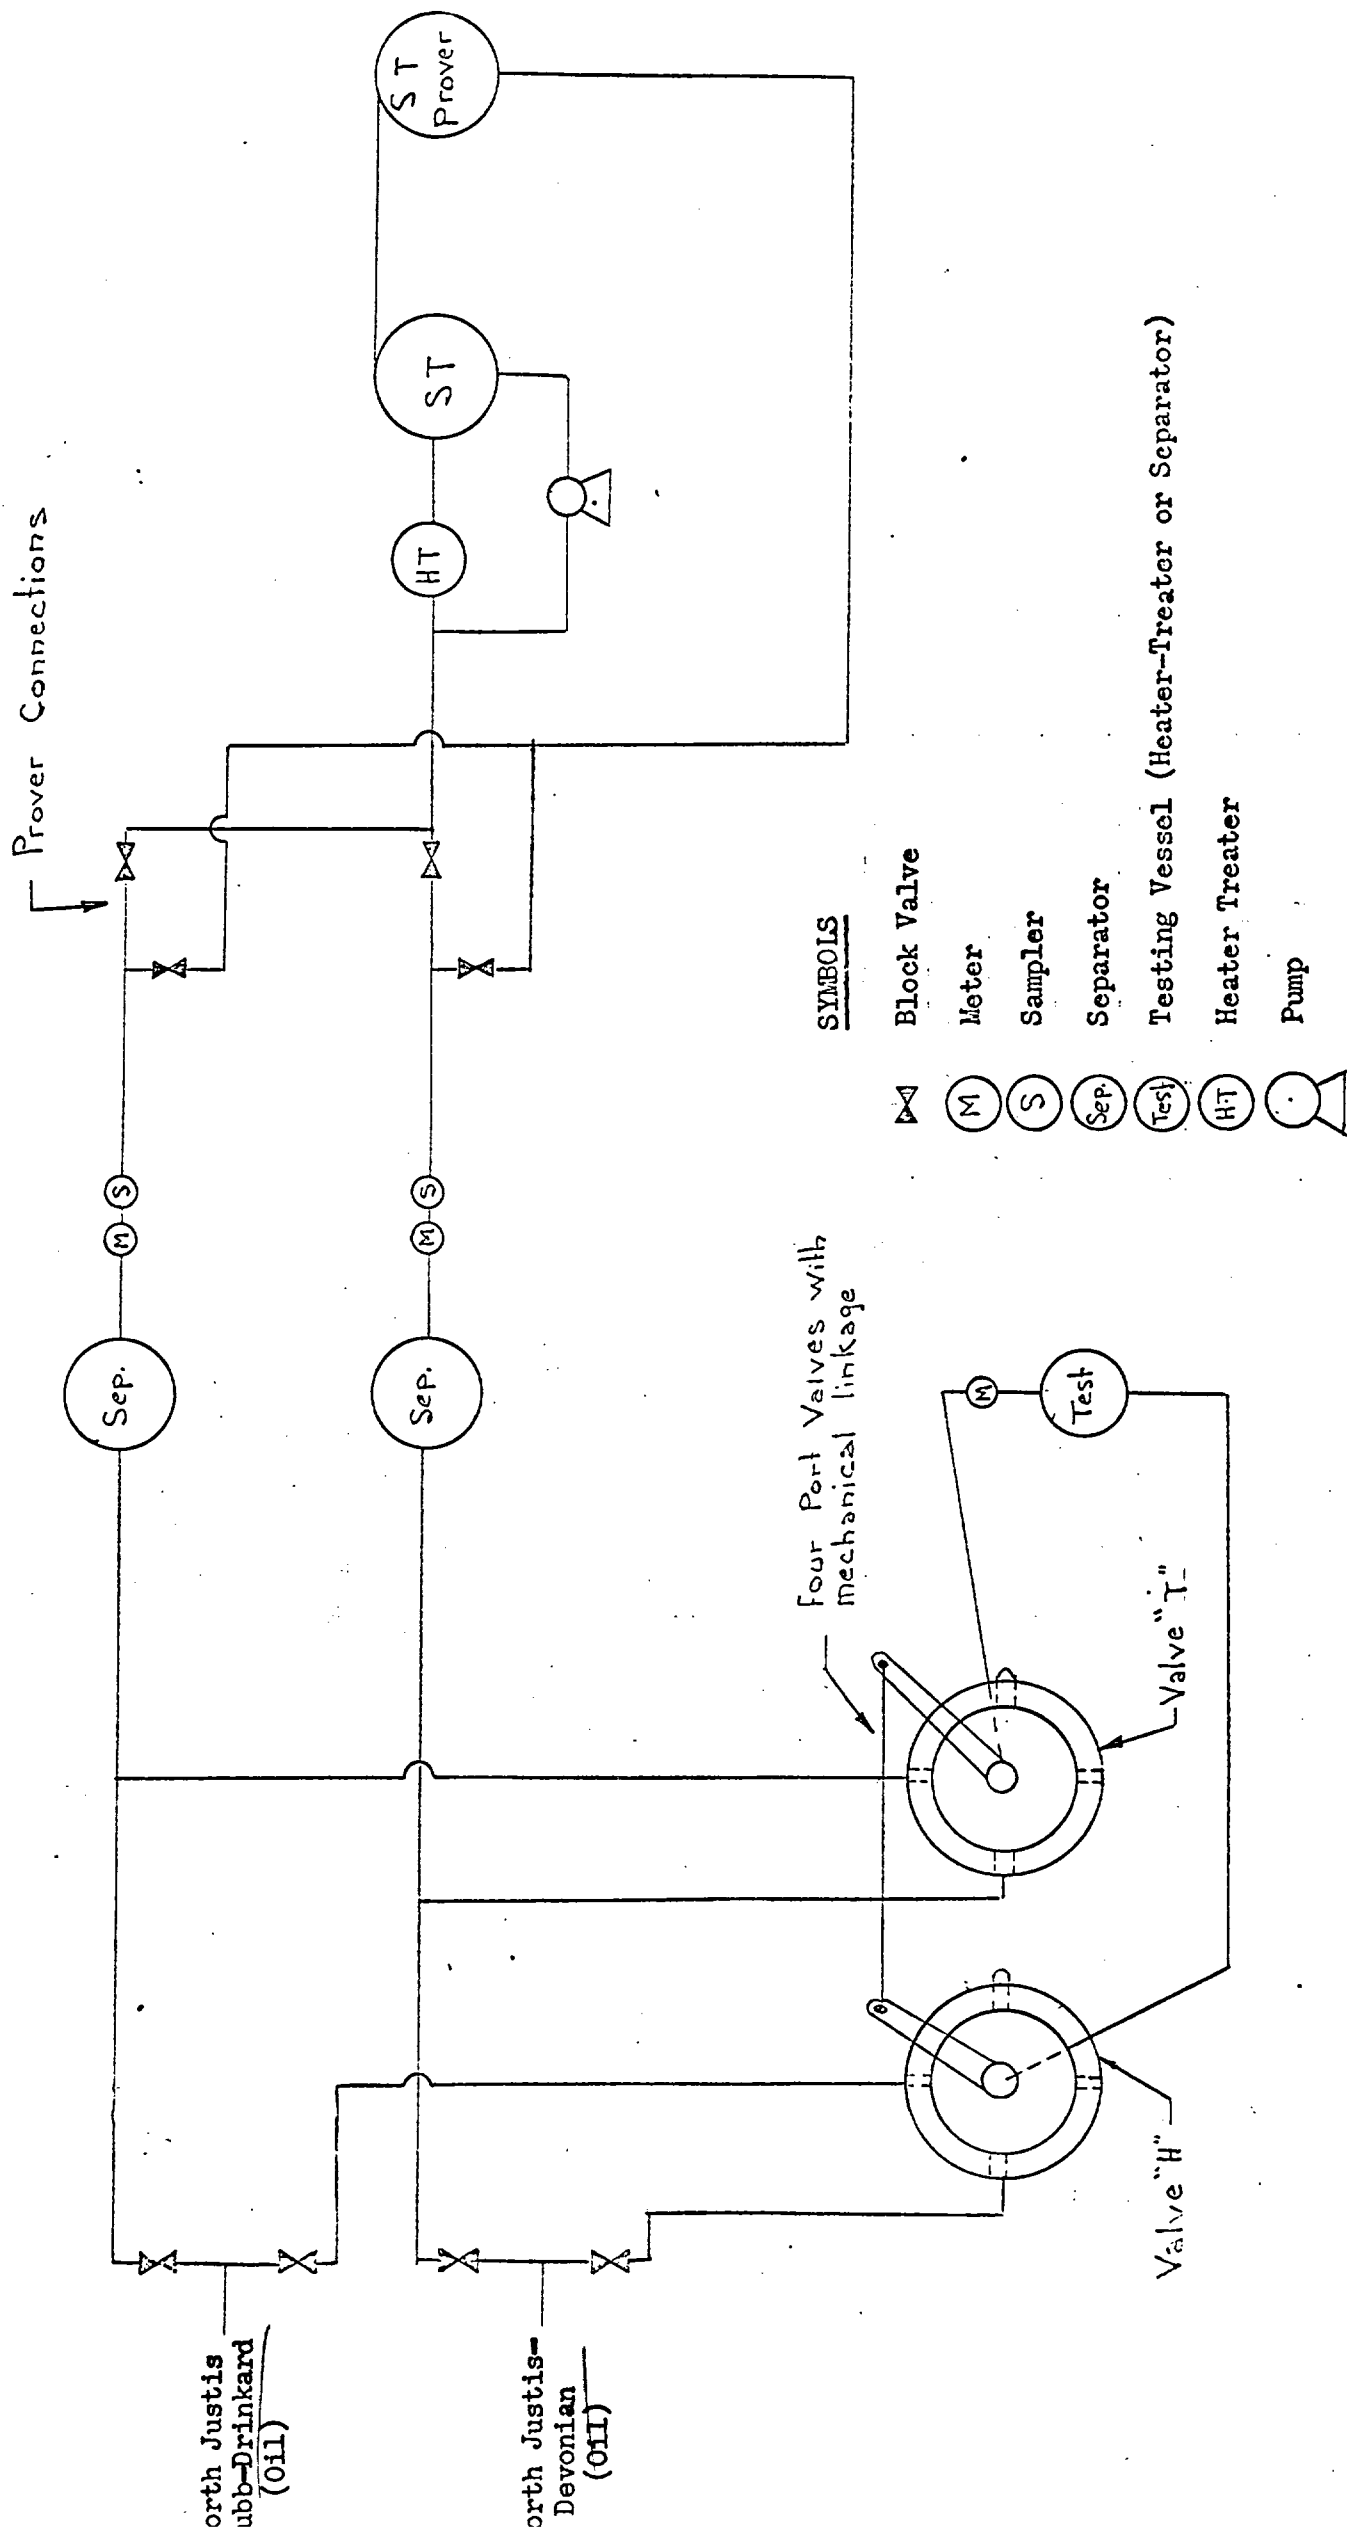 Prover Connections
ST
Prover
ST
HT
S
M
Sep.
S
M
Sep.
orth Justis
ubb-Drinkard
(Oil)
orth Justis-
Devonian
(Oil)
Four Port Valves with
mechanical linkage
M
Test
Valve "I"
Valve "H"
SYMBOLS
Block Valve
M Meter
S Sampler
Sep. Separator
Test Testing Vessel (Heater-Treater or Separator)
H-T Heater Treater
Pump